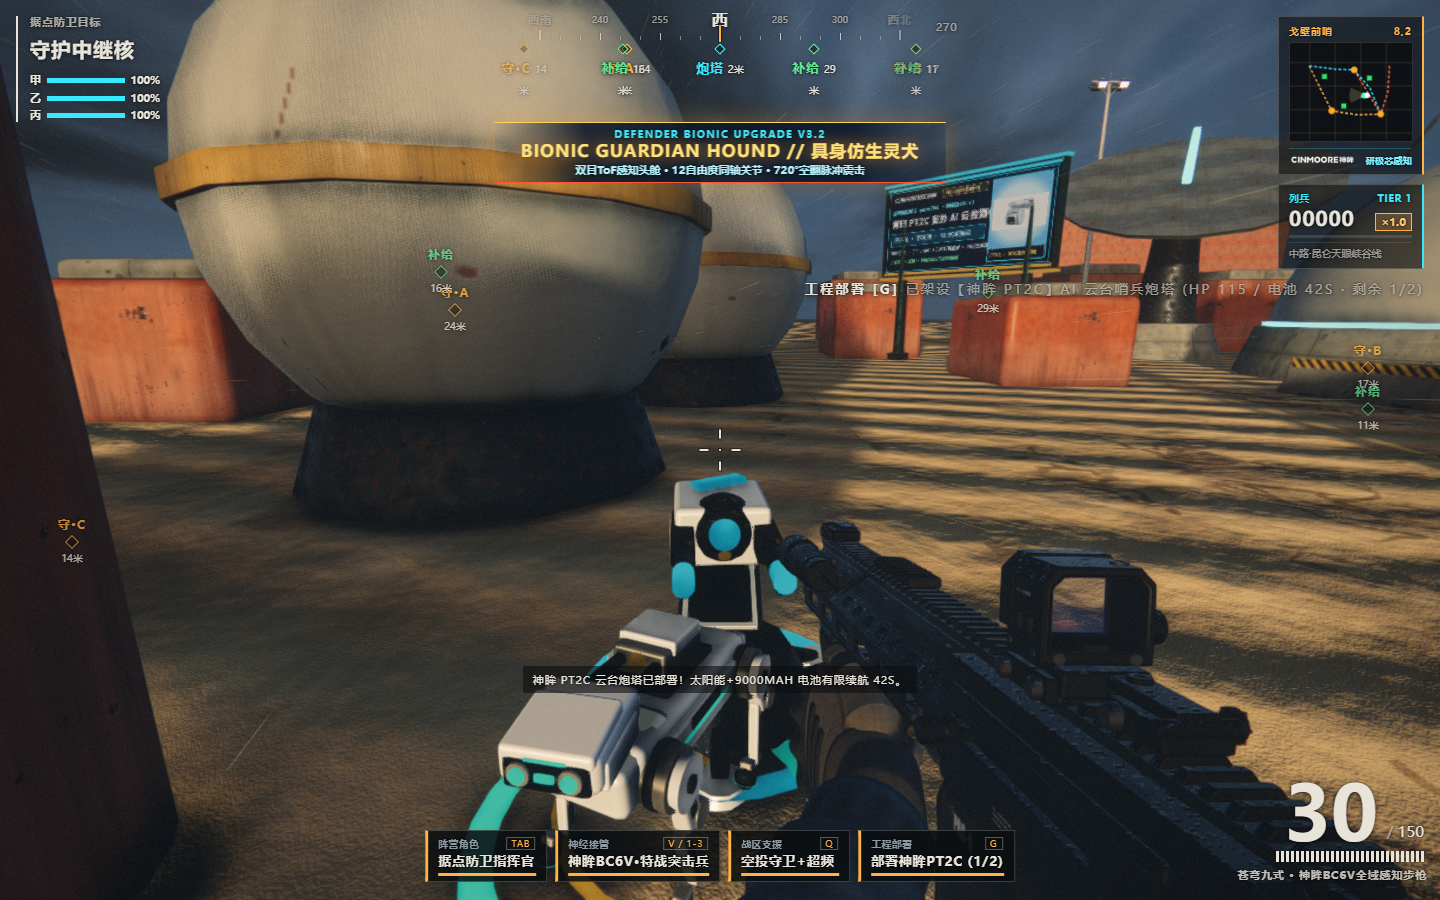 据点防卫目标
守护中继核
甲 100%
乙 100%
丙 100%
西南 240 255 西 285 300 西北 270
守·C 14米
补给
炮塔 2米
补给 29米
补给 17米
DEFENDER BIONIC UPGRADE V3.2
BIONIC GUARDIAN HOUND // 具身仿生灵犬
双目ToF感知头舱 • 12自由度同轴关节 • 720°空翻脉冲震击
戈壁前哨 8,2
CINMOORE神眸 研极芯感知
列兵 TIER 1
00000 ×1.0
中路·昆仑天眼峡谷线
工程部署 [G] 已架设【神眸 PT2C】AI 云台哨兵炮塔 (HP 115 / 电池 42S · 剩余 1/2)
补给
16米
守·A
24米
补给
29米
守·B
17米
补给
11米
守·C
14米
神眸 PT2C 云台炮塔已部署！太阳能+9000MAH 电池有限续航 42S。
阵营角色 TAB
据点防卫指挥官
神经接管 V / 1-3
神眸BC6V·特战突击兵
战区支援 Q
空投守卫+超频
工程部署 G
部署神眸PT2C (1/2)
30 / 150
苍穹九式 • 神眸BC6V全域感知步枪